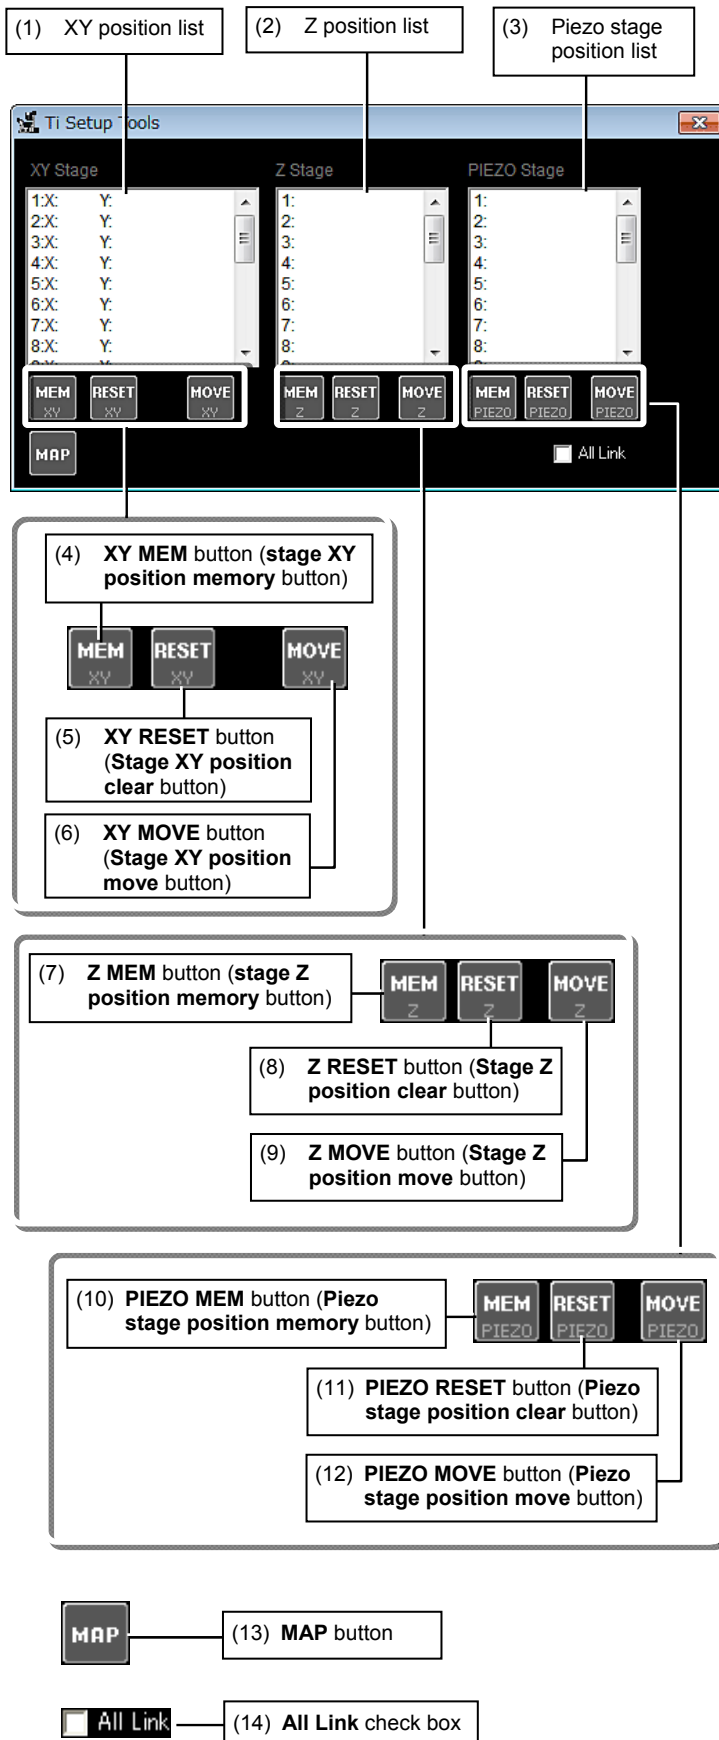 (1) XY position list
(2) Z position list
(3) Piezo stage
position list
Ti Setup Tools
XY Stage
Z Stage
PIEZO Stage
1:X: Y:
2:X: Y:
3:X: Y:
4:X: Y:
5:X: Y:
6:X: Y:
7:X: Y:
8:X: Y:
1:
2:
3:
4:
5:
6:
7:
8:
1:
2:
3:
4:
5:
6:
7:
8:
MEM RESET MOVE
XY XY XY
MEM RESET MOVE
Z Z Z
MEM RESET MOVE
PIEZO PIEZO PIEZO
MAP
All Link
(4) XY MEM button (stage XY
position memory button)
MEM RESET MOVE
XY XY XY
(5) XY RESET button
(Stage XY position
clear button)
(6) XY MOVE button
(Stage XY position
move button)
(7) Z MEM button (stage Z
position memory button)
MEM RESET MOVE
Z Z Z
(8) Z RESET button (Stage Z
position clear button)
(9) Z MOVE button (Stage Z
position move button)
(10) PIEZO MEM button (Piezo
stage position memory button)
MEM RESET MOVE
PIEZO PIEZO PIEZO
(11) PIEZO RESET button (Piezo
stage position clear button)
(12) PIEZO MOVE button (Piezo
stage position move button)
MAP
(13) MAP button
All Link
(14) All Link check box